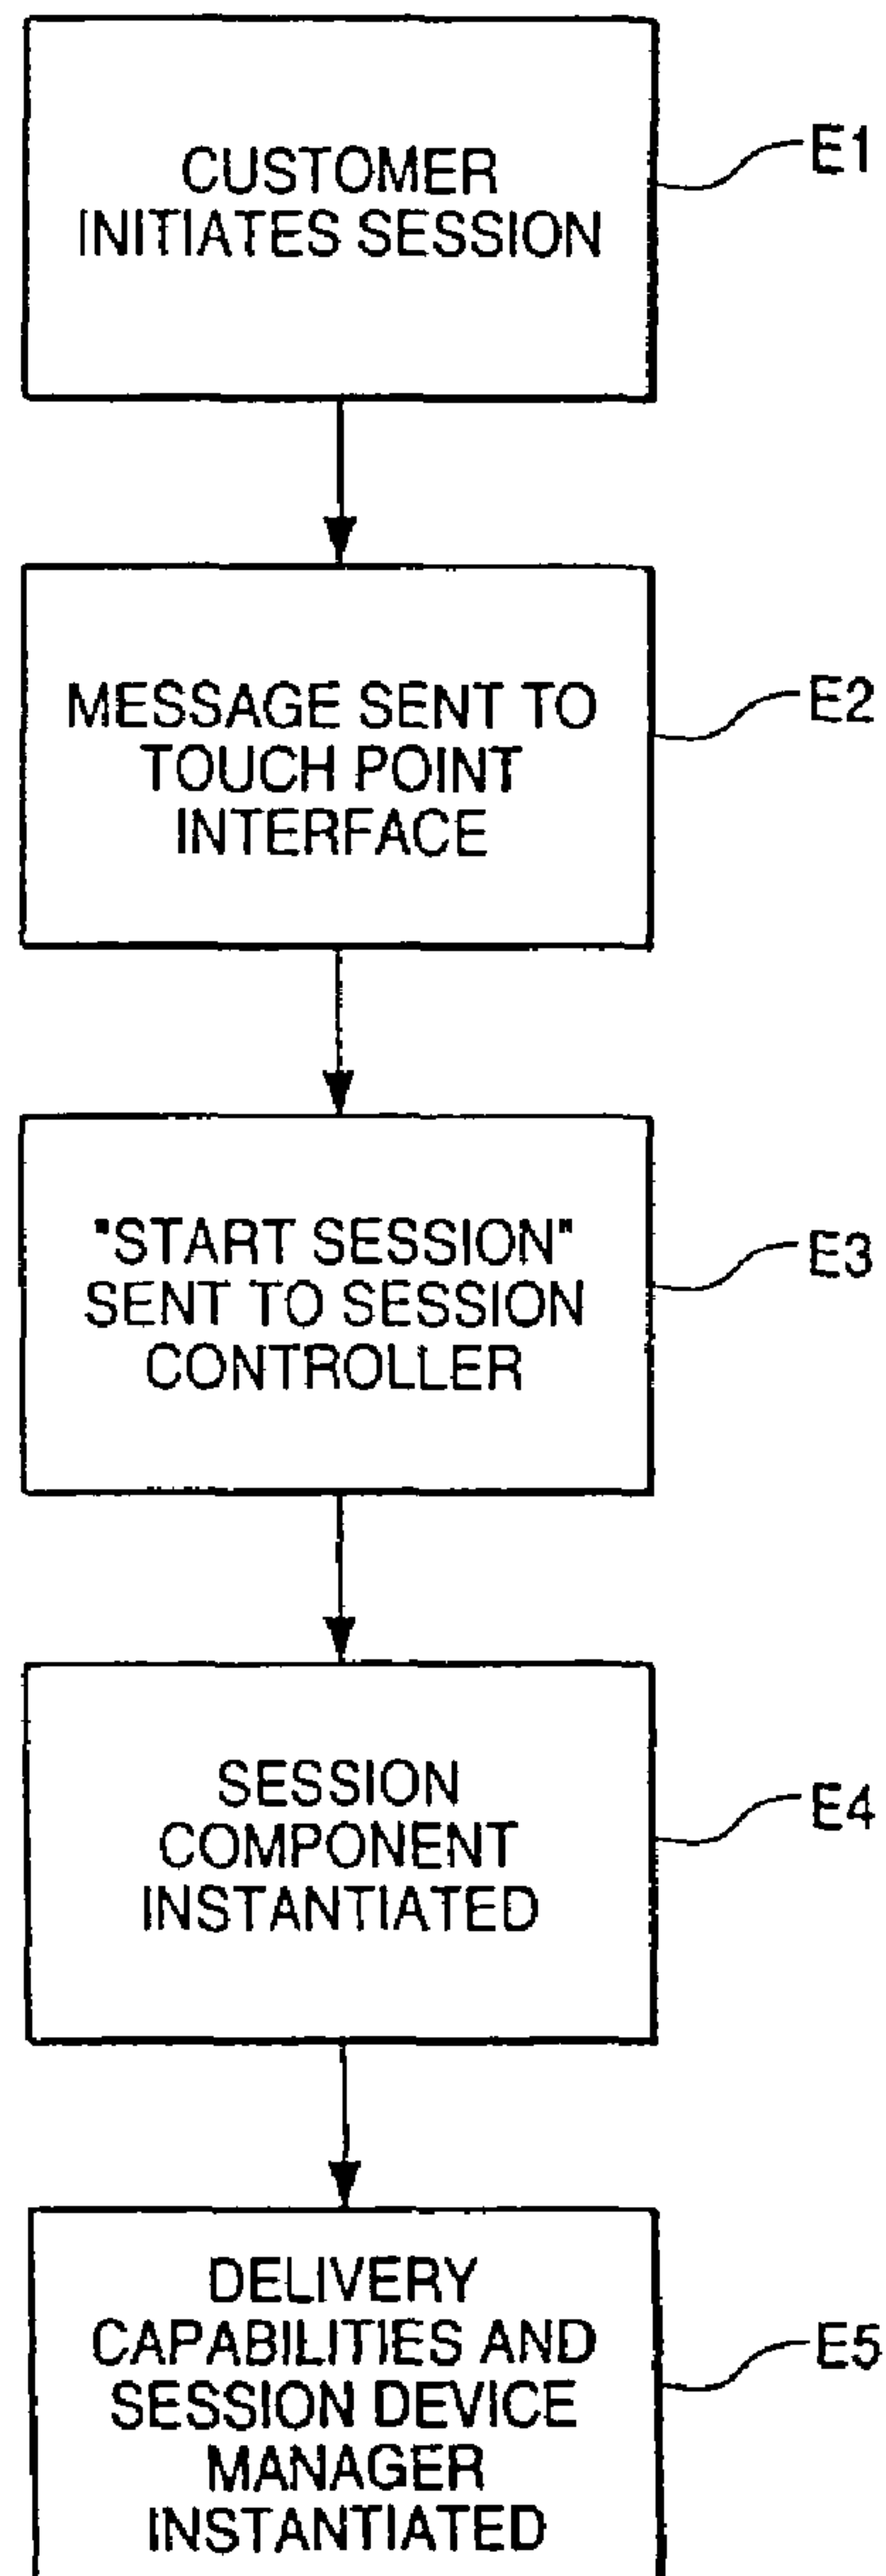 CUSTOMER
INITIATES SESSION
E1
MESSAGE SENT TO
TOUCH POINT
INTERFACE
E2
"START SESSION"
SENT TO SESSION
CONTROLLER
E3
SESSION
COMPONENT
INSTANTIATED
E4
DELIVERY
CAPABILITIES AND
SESSION DEVICE
MANAGER
INSTANTIATED
E5